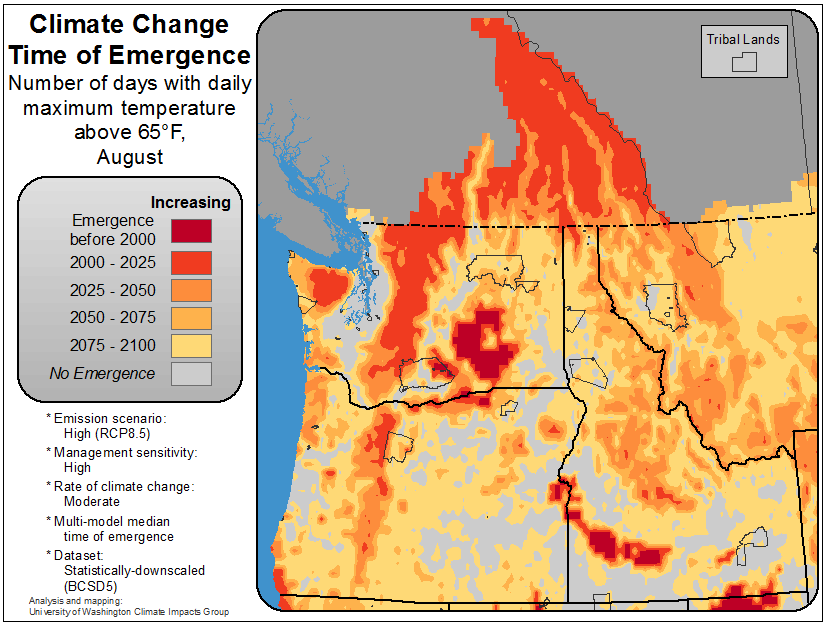 Climate Change
Time of Emergence
Number of days with daily
maximum temperature
above 65°F,
August
Increasing
Emergence
before 2000
2000 - 2025
2025 - 2050
2050 - 2075
2075 - 2100
No Emergence
* Emission scenario:
High (RCP8.5)
* Management sensitivity:
High
* Rate of climate change:
Moderate
* Multi-model median
time of emergence
* Dataset:
Statistically-downscaled
(BCSD5)
Analysis and mapping:
University of Washington Climate Impacts Group
Tribal Lands